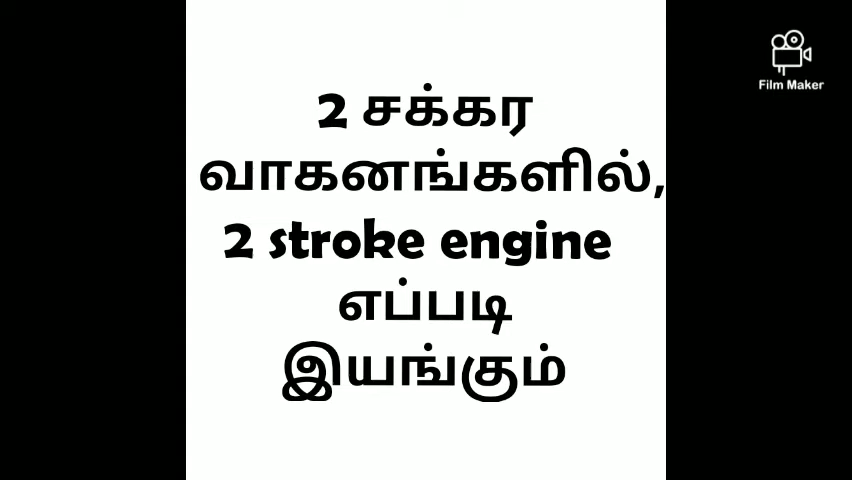 2 சக்கர
வாகனங்களில்,
2 stroke engine
எப்படி
இயங்கும்
Film Maker